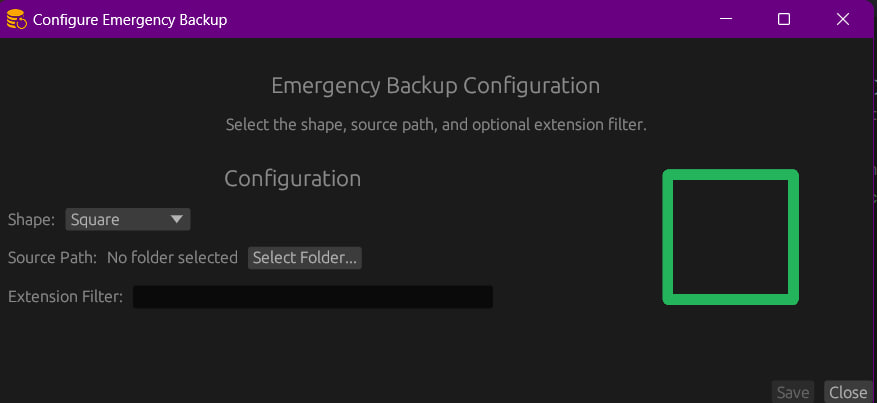 Configure Emergency Backup
Emergency Backup Configuration
Select the shape, source path, and optional extension filter.
Configuration
Shape: Square
Source Path: No folder selected Select Folder...
Extension Filter:
Save Close